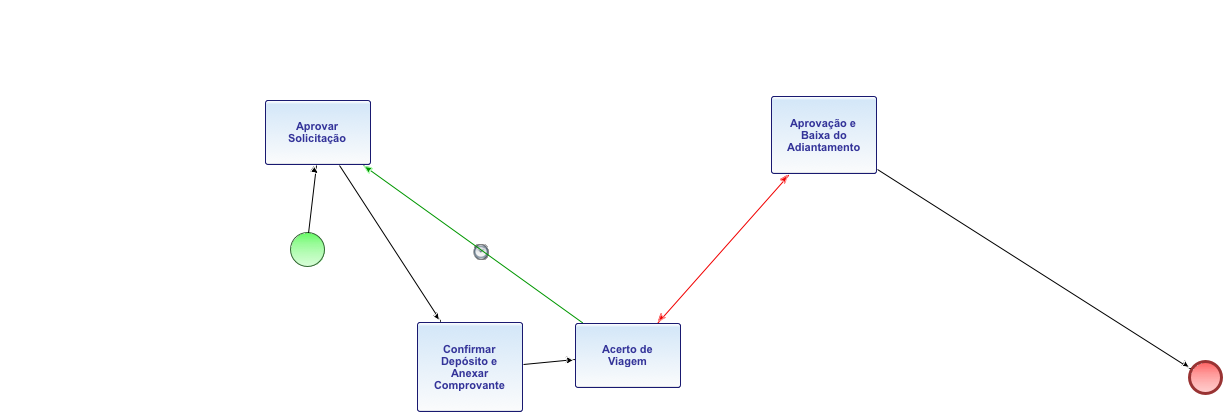 Aprovar
Solicitação
Aprovação e
Baixa do
Adiantamento
Confirmar
Depósito e
Anexar
Comprovante
Acerto de
Viagem